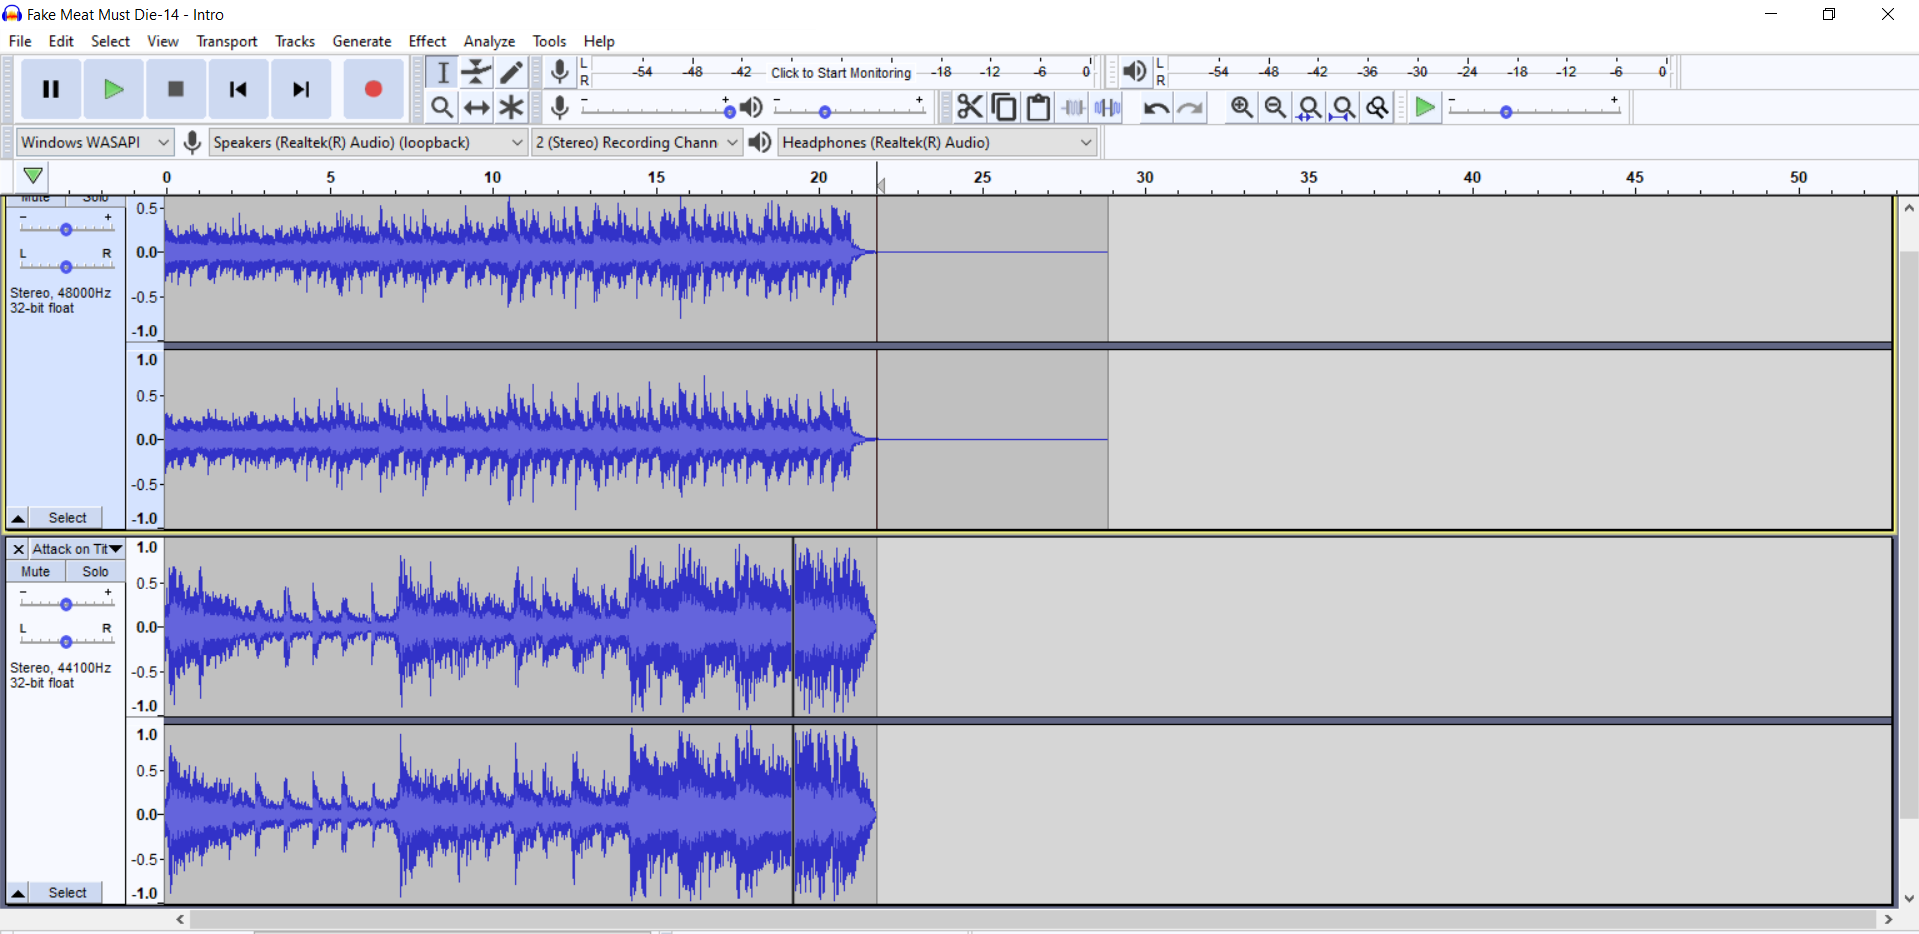 Fake Meat Must Die-14 - Intro
File Edit Select View Transport Tracks Generate Effect Analyze Tools Help
L -54 -48 -42 Click to Start Monitoring -18 -12 -6 0 L -54 -48 -42 -36 -30 -24 -18 -12 -6 0
R R
- + - + - +
Windows WASAPI Speakers (Realtek(R) Audio) (loopback) 2 (Stereo) Recording Chann Headphones (Realtek(R) Audio)
0 5 10 15 20 25 30 35 40 45 50
Mute Solo
- + 0.5
L R 0.0
Stereo, 48000Hz -0.5
32-bit float
-1.0
1.0
0.5
0.0
-0.5
Select -1.0
X Attack on Tit 1.0
Mute Solo
- + 0.5
L R 0.0
Stereo, 44100Hz -0.5
32-bit float
-1.0
1.0
0.5
0.0
-0.5
Select -1.0